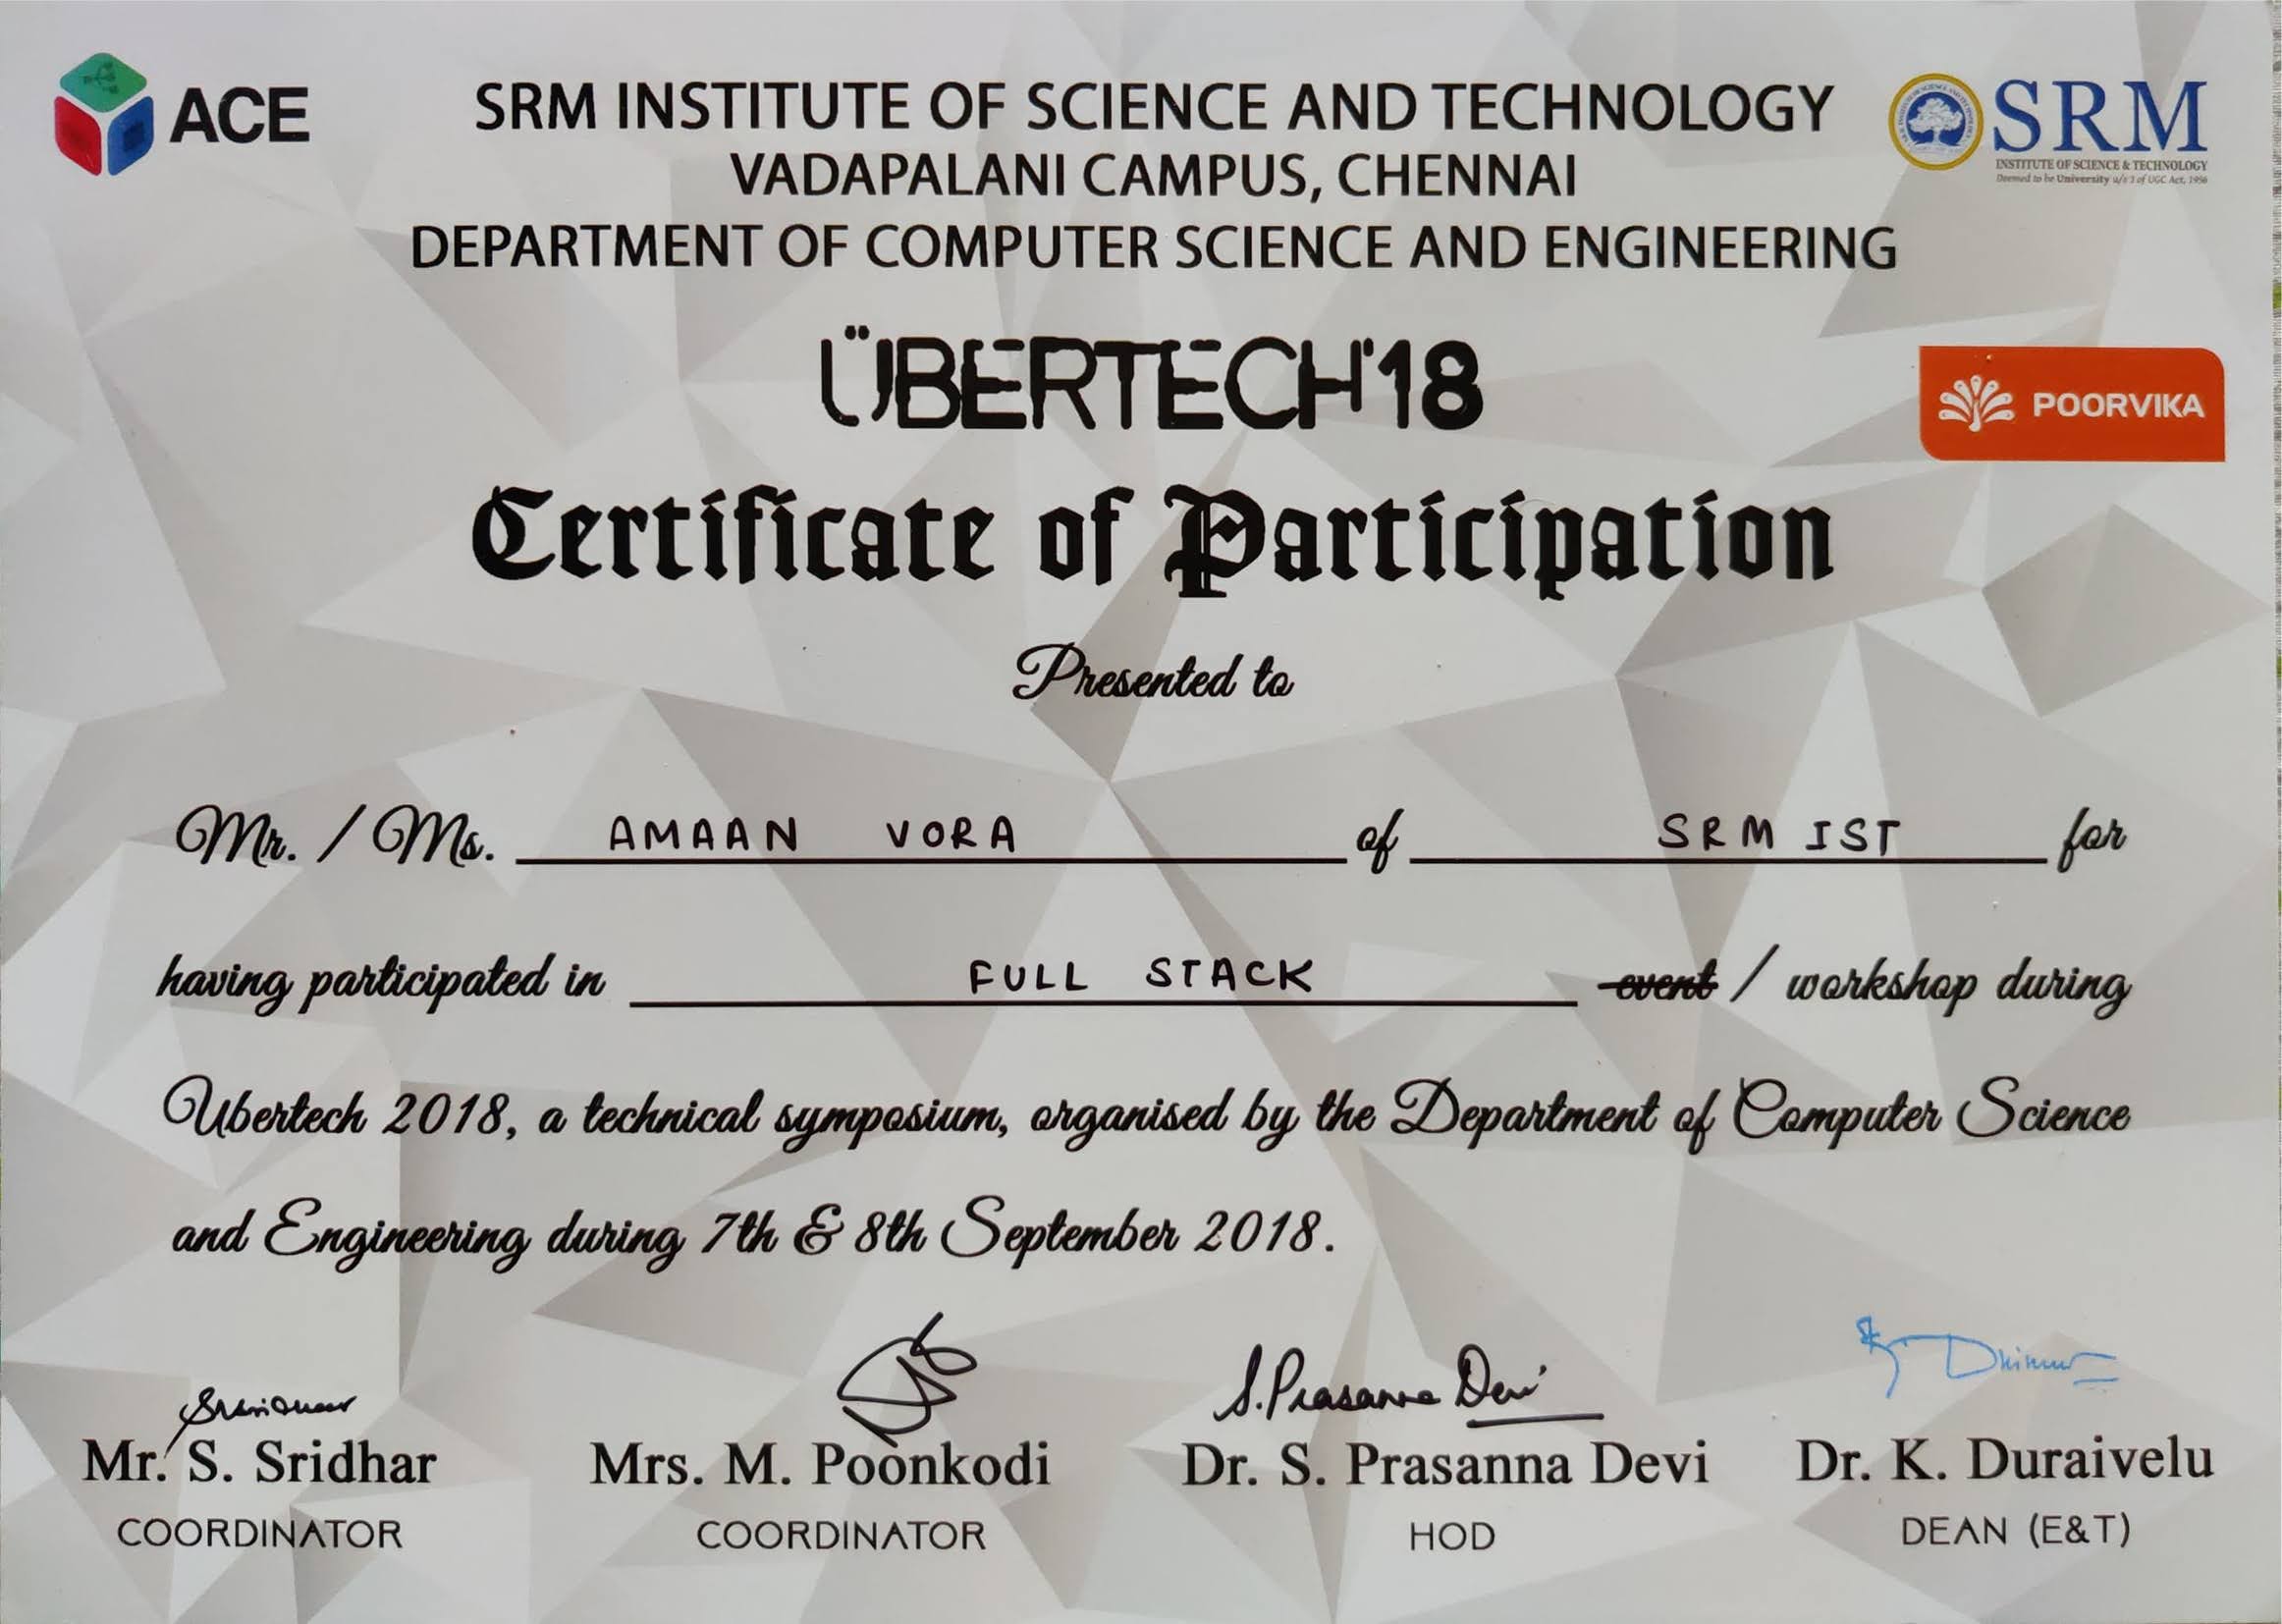 ACE
SRM INSTITUTE OF SCIENCE AND TECHNOLOGY
VADAPALANI CAMPUS, CHENNAI
DEPARTMENT OF COMPUTER SCIENCE AND ENGINEERING
SRM
INSTITUTE OF SCIENCE & TECHNOLOGY
Deemed to be University u/s 3 of UGC Act, 1956
ÜBERTECH'18
POORVIKA
Certificate of Participation
Presented to
Mr. / Ms. AMAAN VORA of SRM IST for
having participated in FULL STACK event / workshop during
Ubertech 2018, a technical symposium, organised by the Department of Computer Science
and Engineering during 7th & 8th September 2018.
S. Prasanna Devi
Mr. S. Sridhar Mrs. M. Poonkodi Dr. S. Prasanna Devi Dr. K. Duraivelu
COORDINATOR COORDINATOR HOD DEAN (E&T)